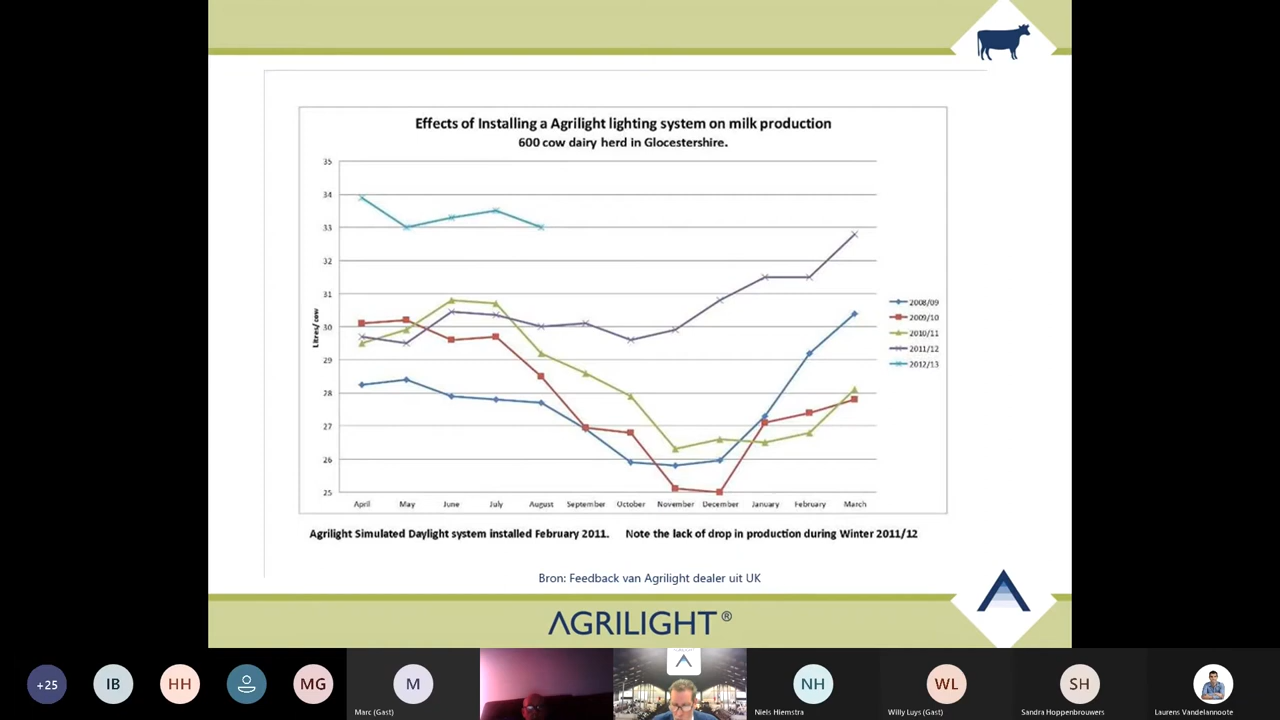 Effects of Installing a Agrilight lighting system on milk production
600 cow dairy herd in Glocestershire.
35
34
33
32
31
30
29
28
27
26
25
Litres/cow
April May June July August September October November December January February March
2008/09
2009/10
2010/11
2011/12
2012/13
Agrilight Simulated Daylight system installed February 2011. Note the lack of drop in production during Winter 2011/12
Bron: Feedback van Agrilight dealer uit UK
AGRILIGHT®
+25 IB HH MG M NH WL SH
Marc (Gast) Niels Hiemstra Willy Luys (Gast) Sandra Hoppenbrouwers Laurens Vandelannoote